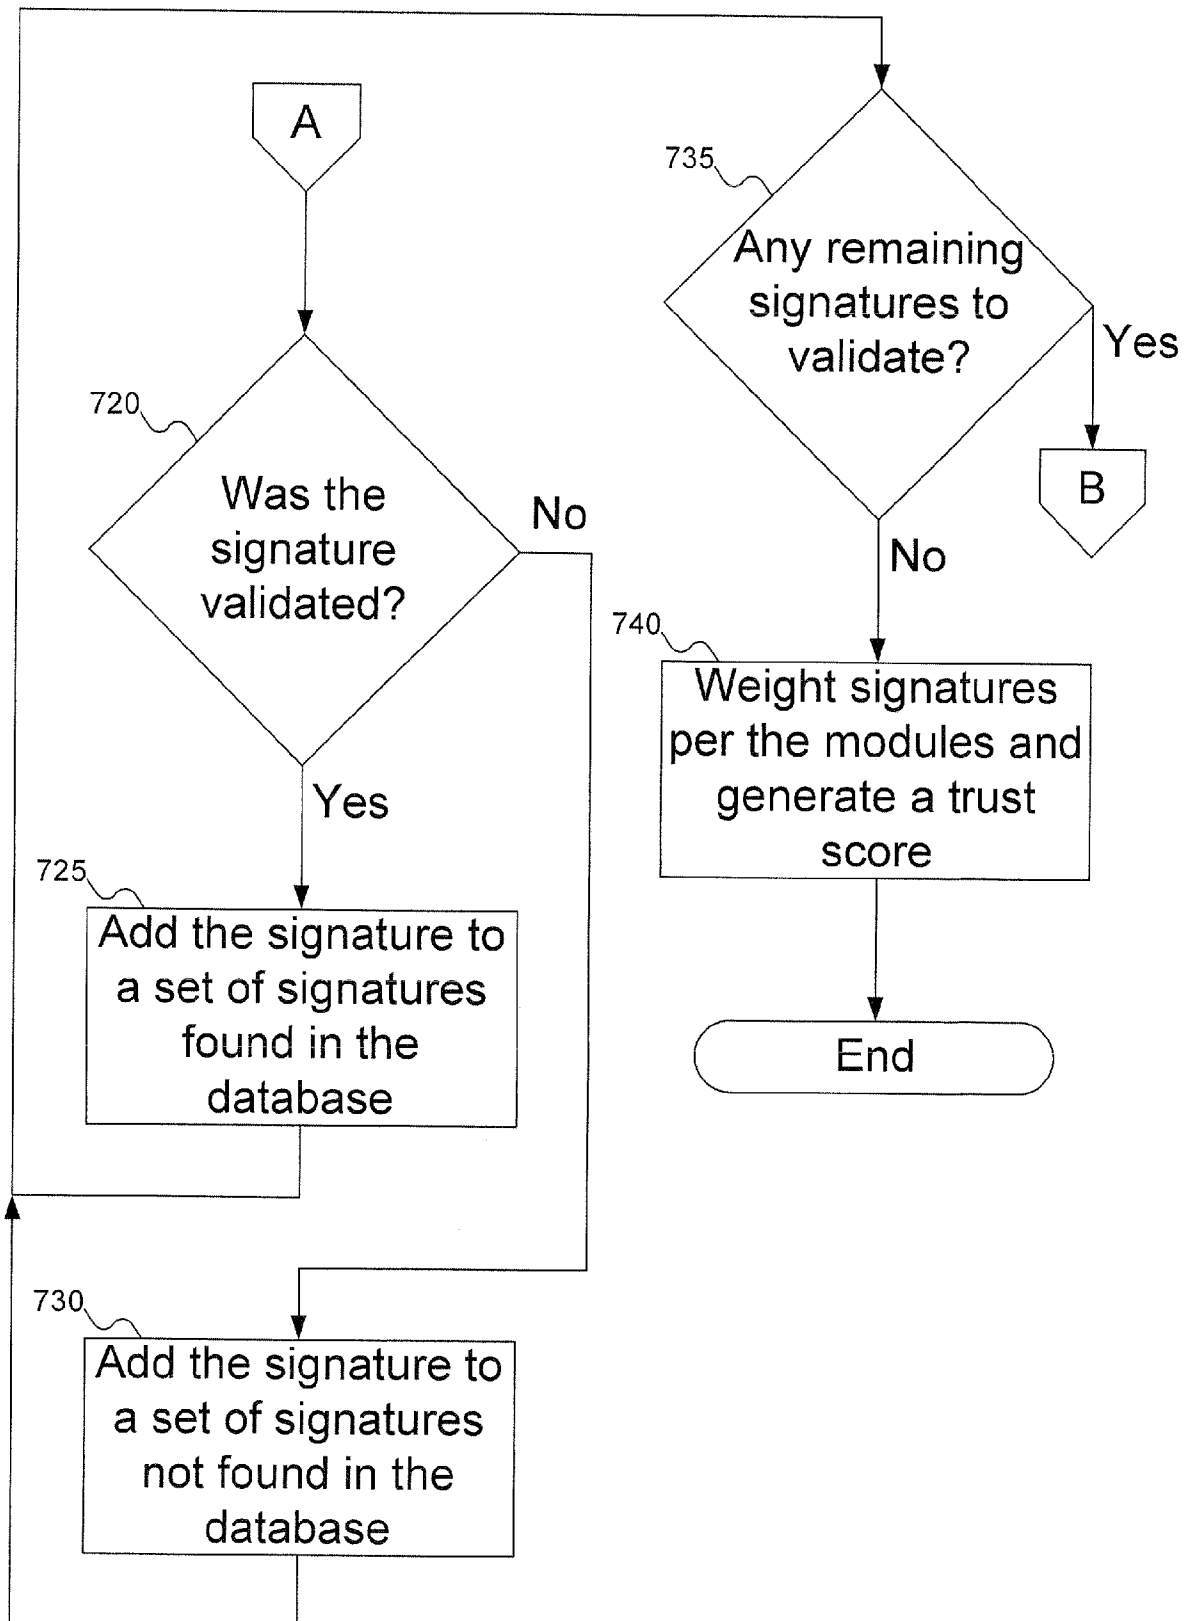 A
720
Was the
signature
validated?
No
Yes
725
Add the signature to
a set of signatures
found in the
database
730
Add the signature to
a set of signatures
not found in the
database
735
Any remaining
signatures to
validate?
Yes
B
No
740
Weight signatures
per the modules and
generate a trust
score
End